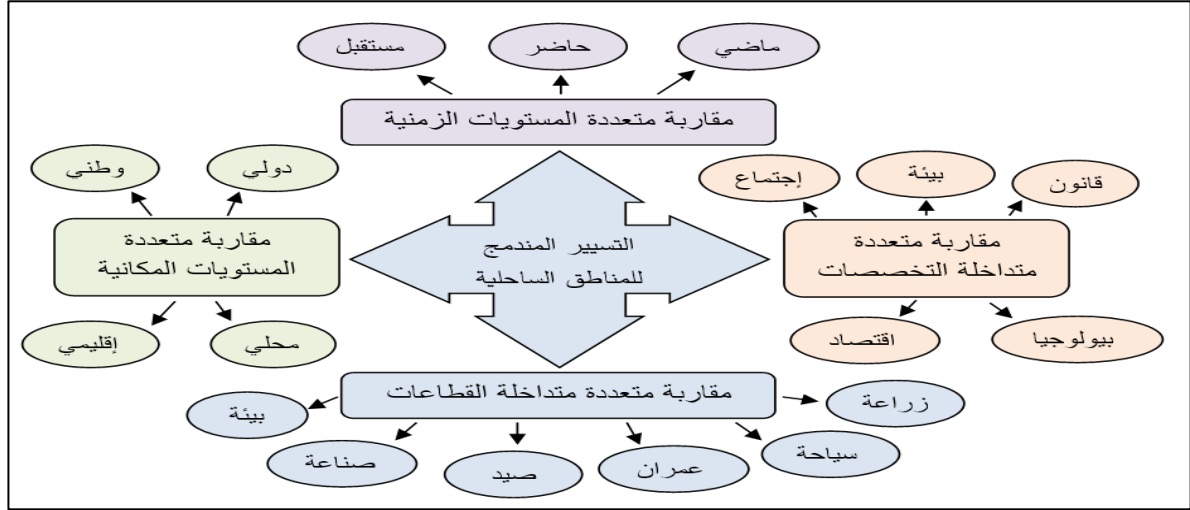 ماضي
حاضر
مستقبل
مقاربة متعددة المستويات الزمنية
قانون
بيئة
إجتماع
مقاربة متعددة
متداخلة التخصصات
بيولوجيا
اقتصاد
التسيير المندمج
للمناطق الساحلية
دولي
وطني
مقاربة متعددة
المستويات المكانية
محلي
إقليمي
مقاربة متعددة متداخلة القطاعات
زراعة
سياحة
عمران
صيد
صناعة
بيئة